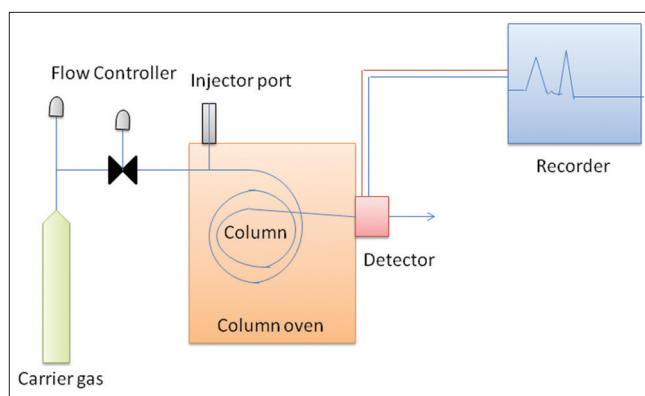 Flow Controller
Injector port
Recorder
Column
Detector
Column oven
Carrier gas